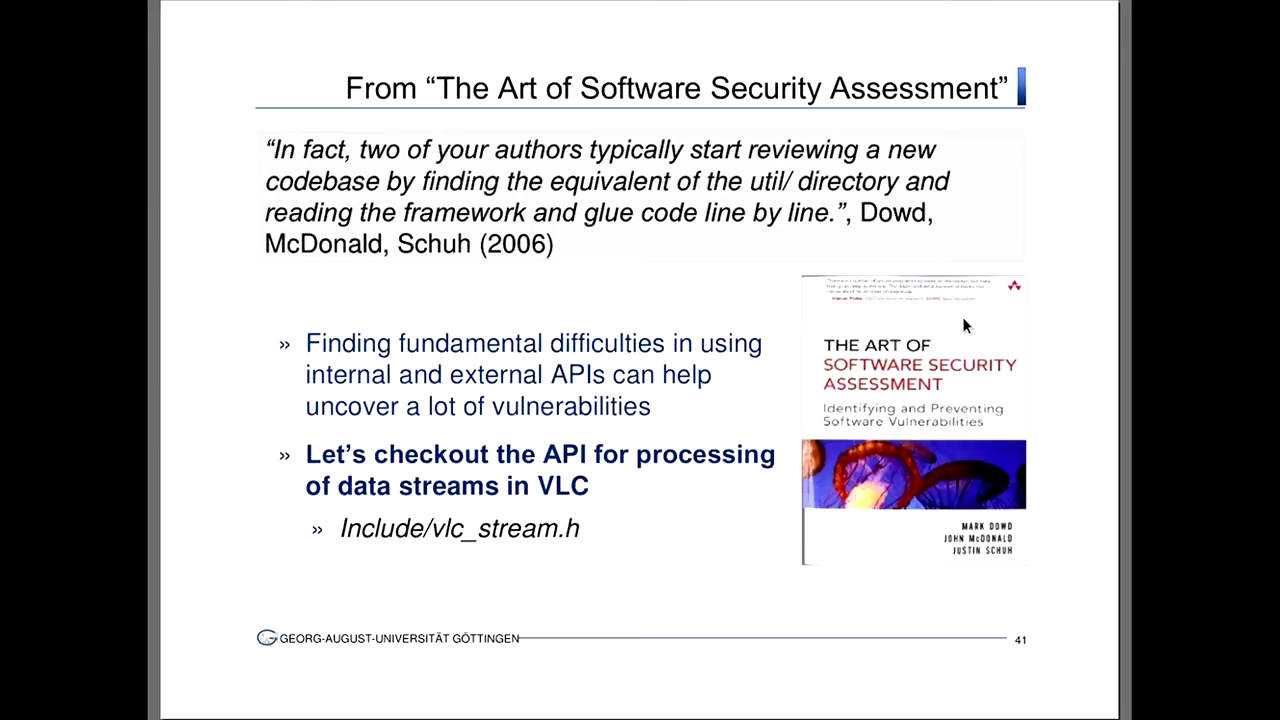 From “The Art of Software Security Assessment”
“In fact, two of your authors typically start reviewing a new
codebase by finding the equivalent of the util/ directory and
reading the framework and glue code line by line.”, Dowd,
McDonald, Schuh (2006)
» Finding fundamental difficulties in using
internal and external APIs can help
uncover a lot of vulnerabilities
» Let’s checkout the API for processing
of data streams in VLC
» Include/vlc_stream.h
THE ART OF
SOFTWARE SECURITY
ASSESSMENT
Identifying and Preventing
Software Vulnerabilities
MARK DOWD
JOHN McDONALD
JUSTIN SCHUH
GEORG-AUGUST-UNIVERSITÄT GÖTTINGEN
41